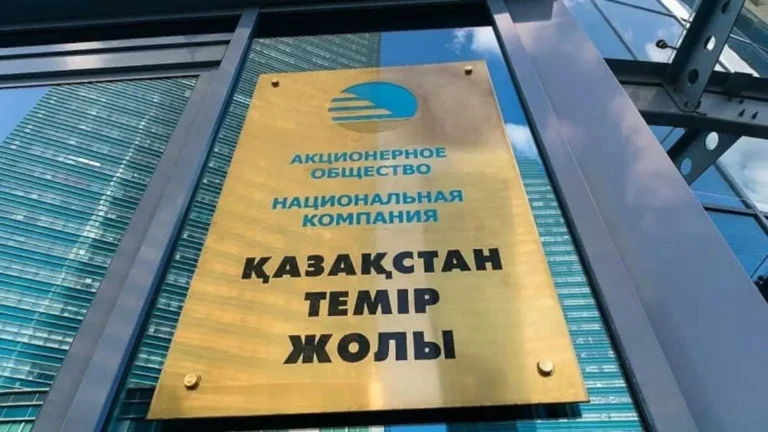 АКЦИОНЕРНОЕ
ОБЩЕСТВО
НАЦИОНАЛЬНАЯ
КОМПАНИЯ
ҚАЗАҚСТАН
ТЕМІР
ЖОЛЫ